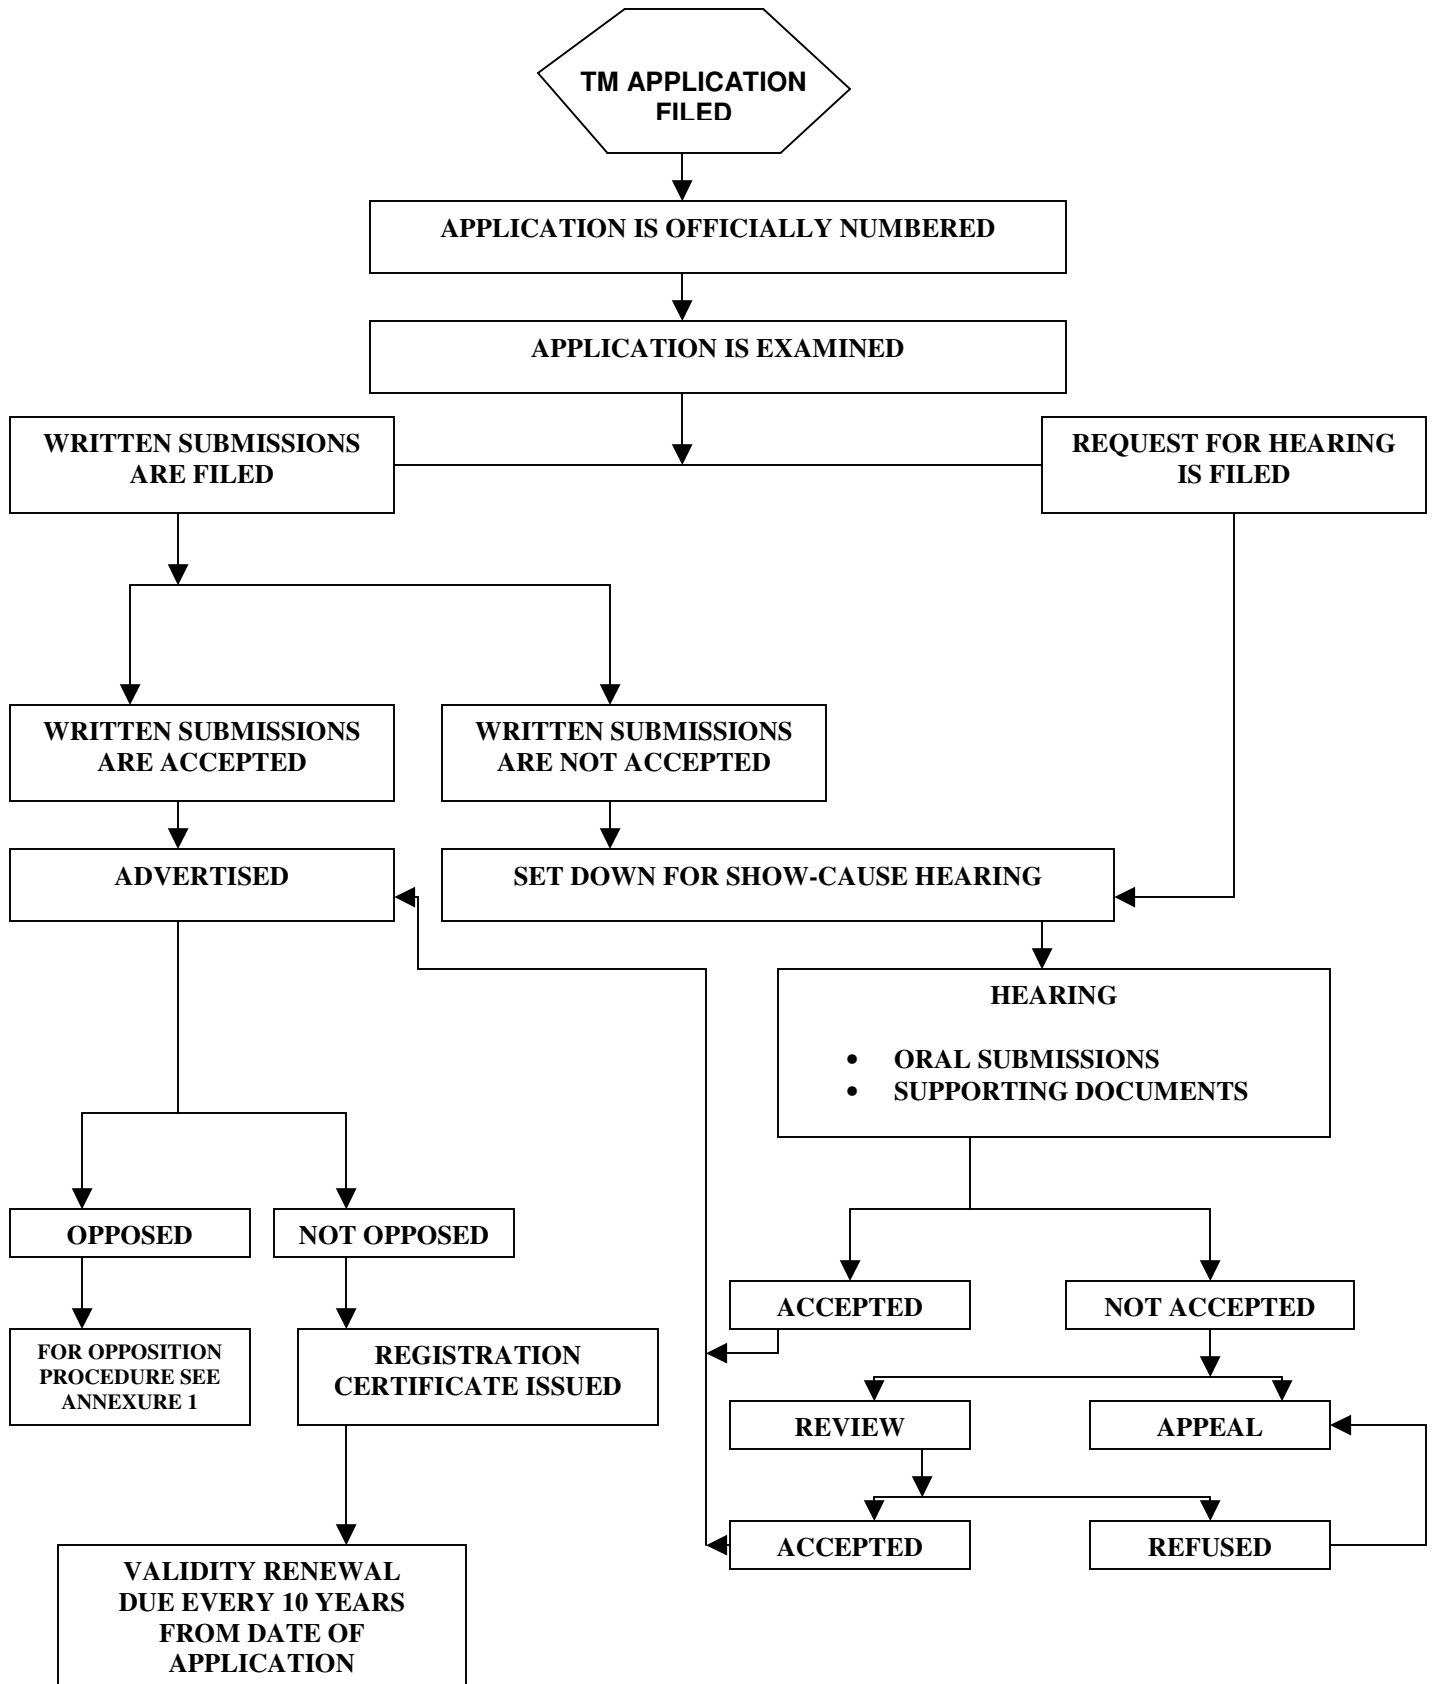 TM APPLICATION
FILED
APPLICATION IS OFFICIALLY NUMBERED
APPLICATION IS EXAMINED
WRITTEN SUBMISSIONS
ARE FILED
REQUEST FOR HEARING
IS FILED
WRITTEN SUBMISSIONS
ARE ACCEPTED
WRITTEN SUBMISSIONS
ARE NOT ACCEPTED
ADVERTISED
SET DOWN FOR SHOW-CAUSE HEARING
HEARING
• ORAL SUBMISSIONS
• SUPPORTING DOCUMENTS
OPPOSED
NOT OPPOSED
ACCEPTED
NOT ACCEPTED
FOR OPPOSITION
PROCEDURE SEE
ANNEXURE 1
REGISTRATION
CERTIFICATE ISSUED
REVIEW
APPEAL
ACCEPTED
REFUSED
VALIDITY RENEWAL
DUE EVERY 10 YEARS
FROM DATE OF
APPLICATION